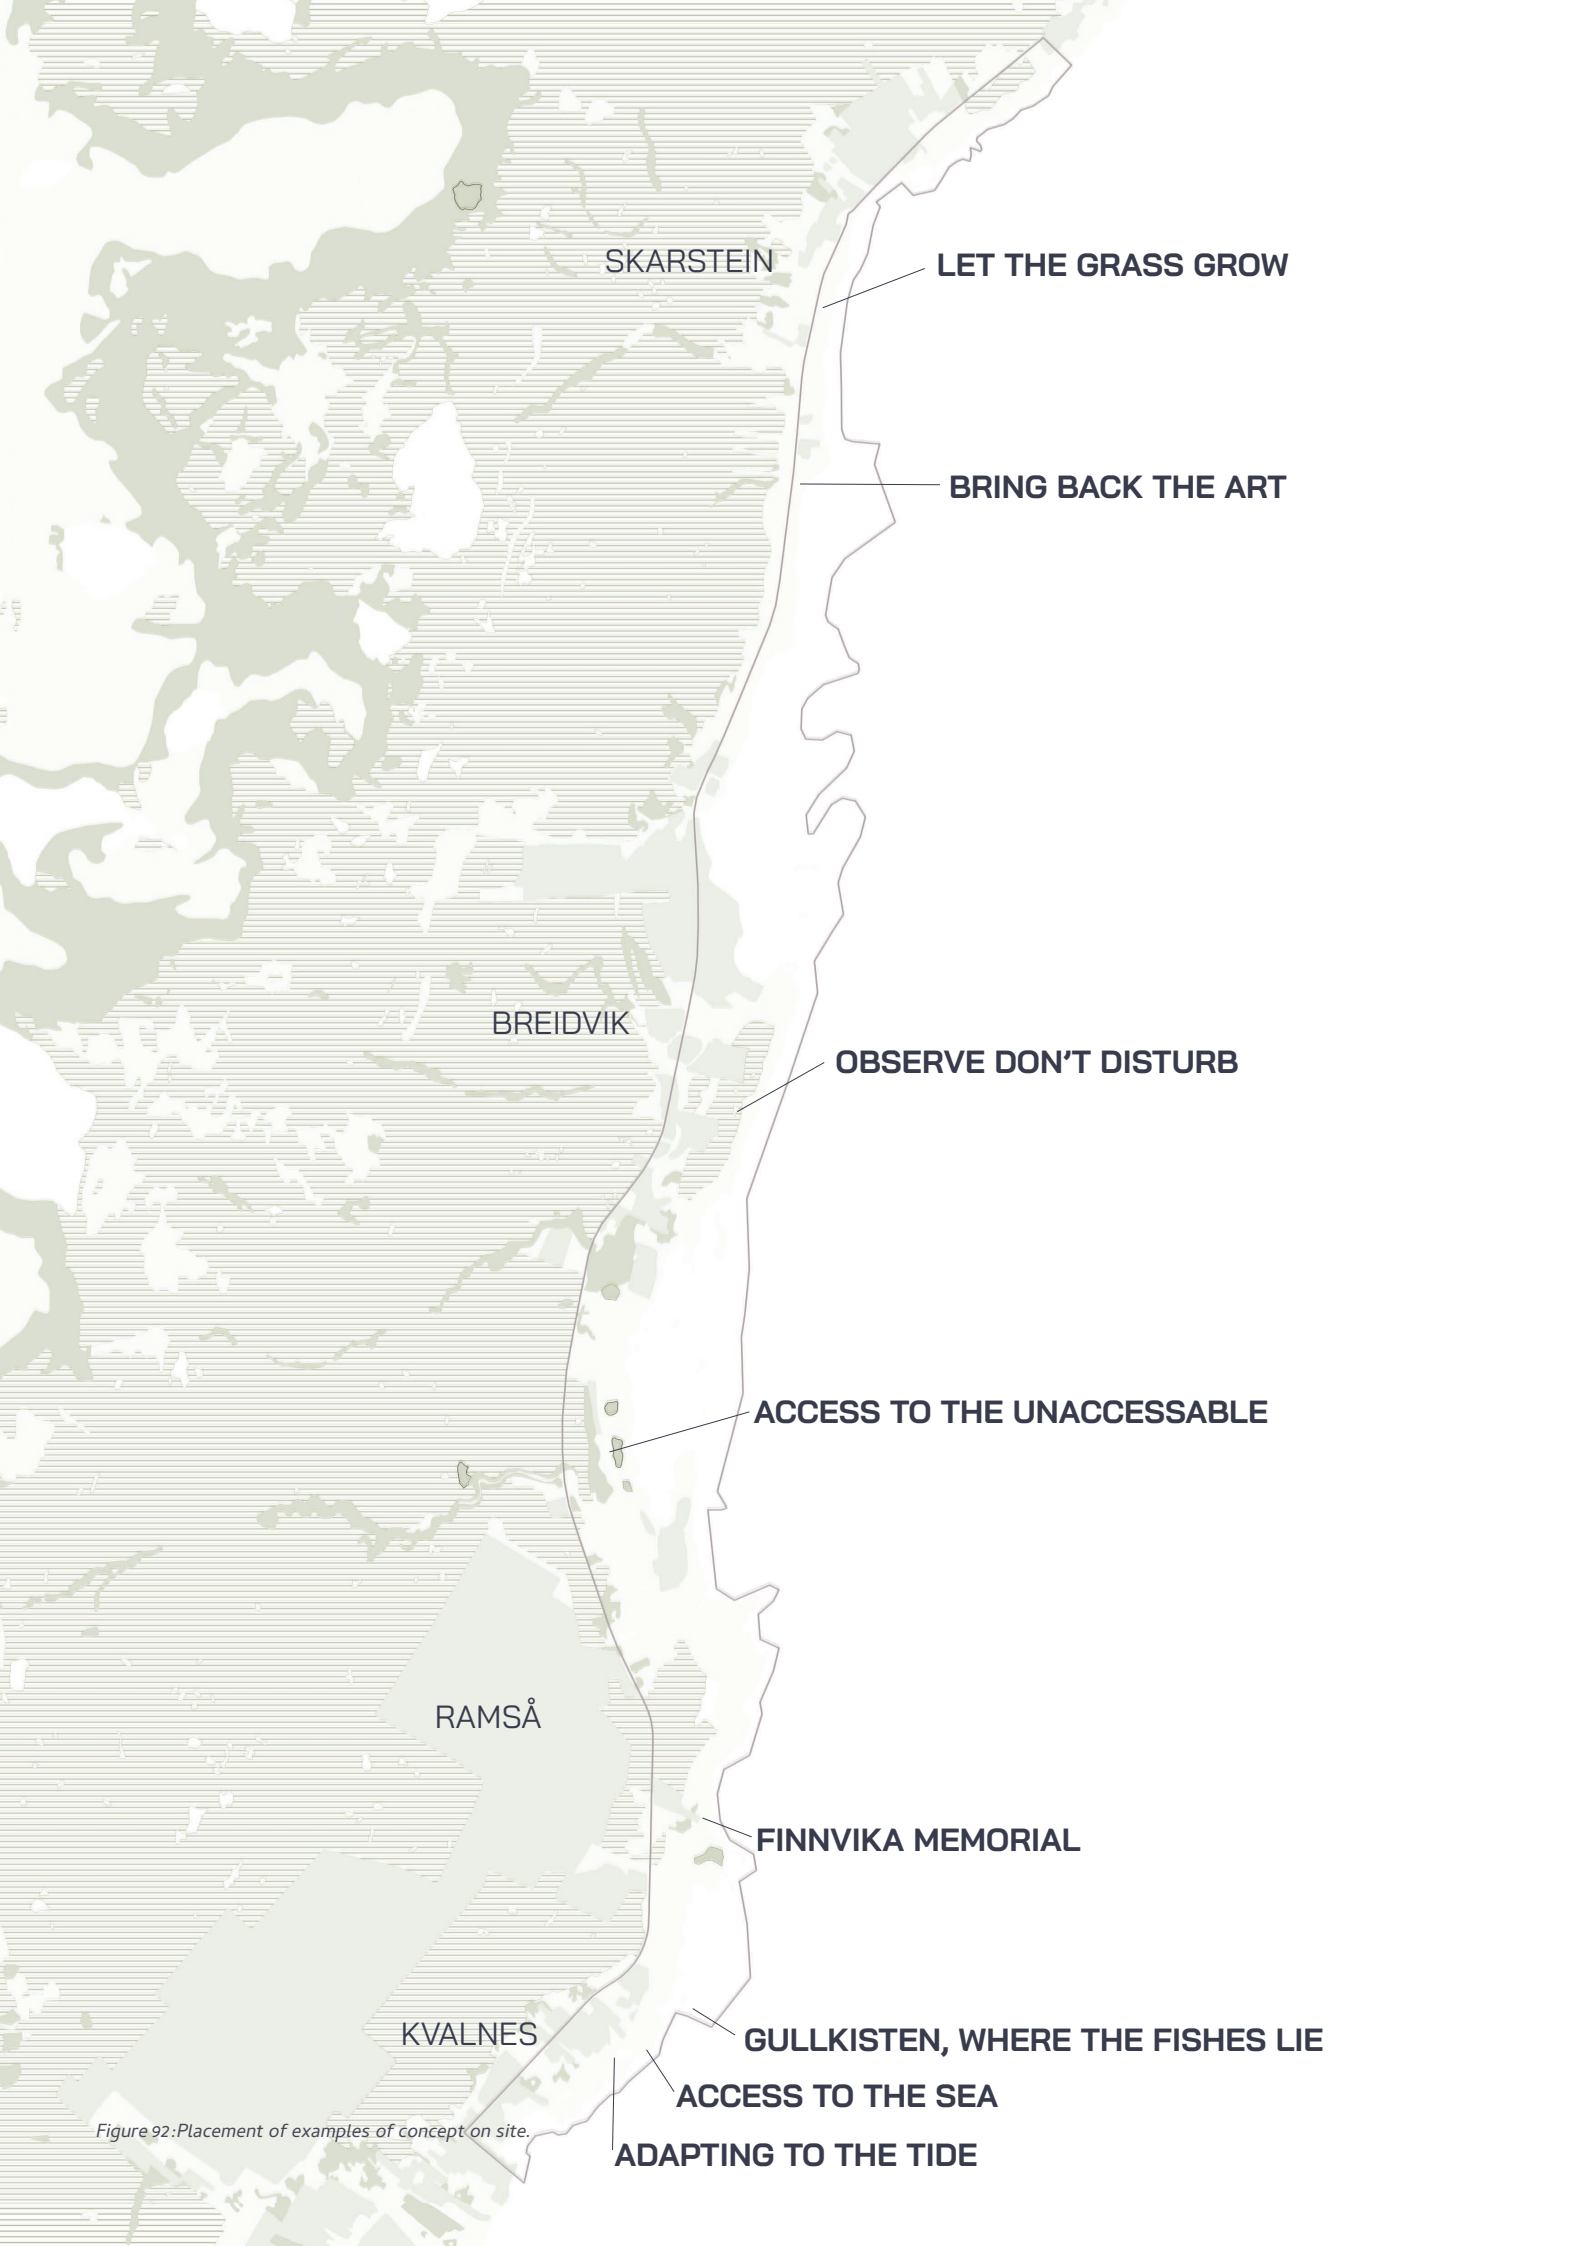 SKARSTEIN
LET THE GRASS GROW
BRING BACK THE ART
BREIDVIK
OBSERVE DON’T DISTURB
ACCESS TO THE UNACCESSABLE
RAMSÅ
FINNVIKA MEMORIAL
KVALNES
GULLKISTEN, WHERE THE FISHES LIE
ACCESS TO THE SEA
Figure 92:Placement of examples of concept on site.
ADAPTING TO THE TIDE